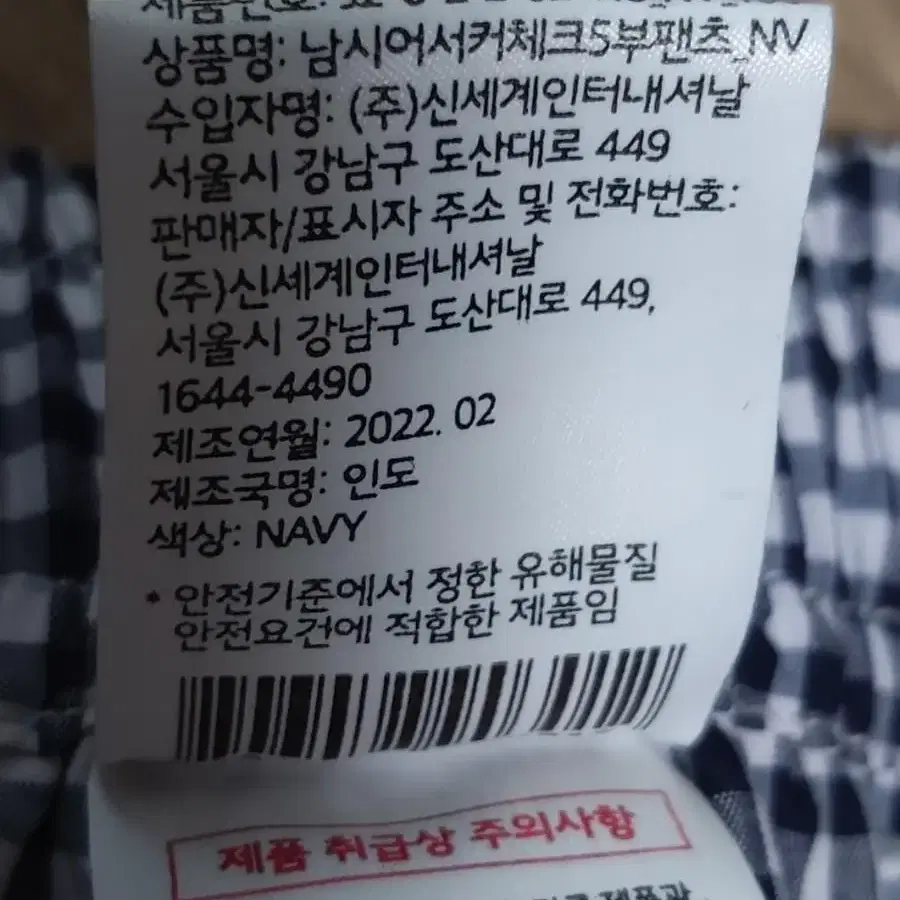 제품번호:
상품명: 남시어서커체크5부팬츠_NV
수입자명: (주)신세계인터내셔날
서울시 강남구 도산대로 449
판매자/표시자 주소 및 전화번호:
(주)신세계인터내셔날
서울시 강남구 도산대로 449,
1644-4490
제조연월: 2022. 02
제조국명: 인도
색상: NAVY
* 안전기준에서 정한 유해물질
안전요건에 적합한 제품임
제품 취급상 주의사항